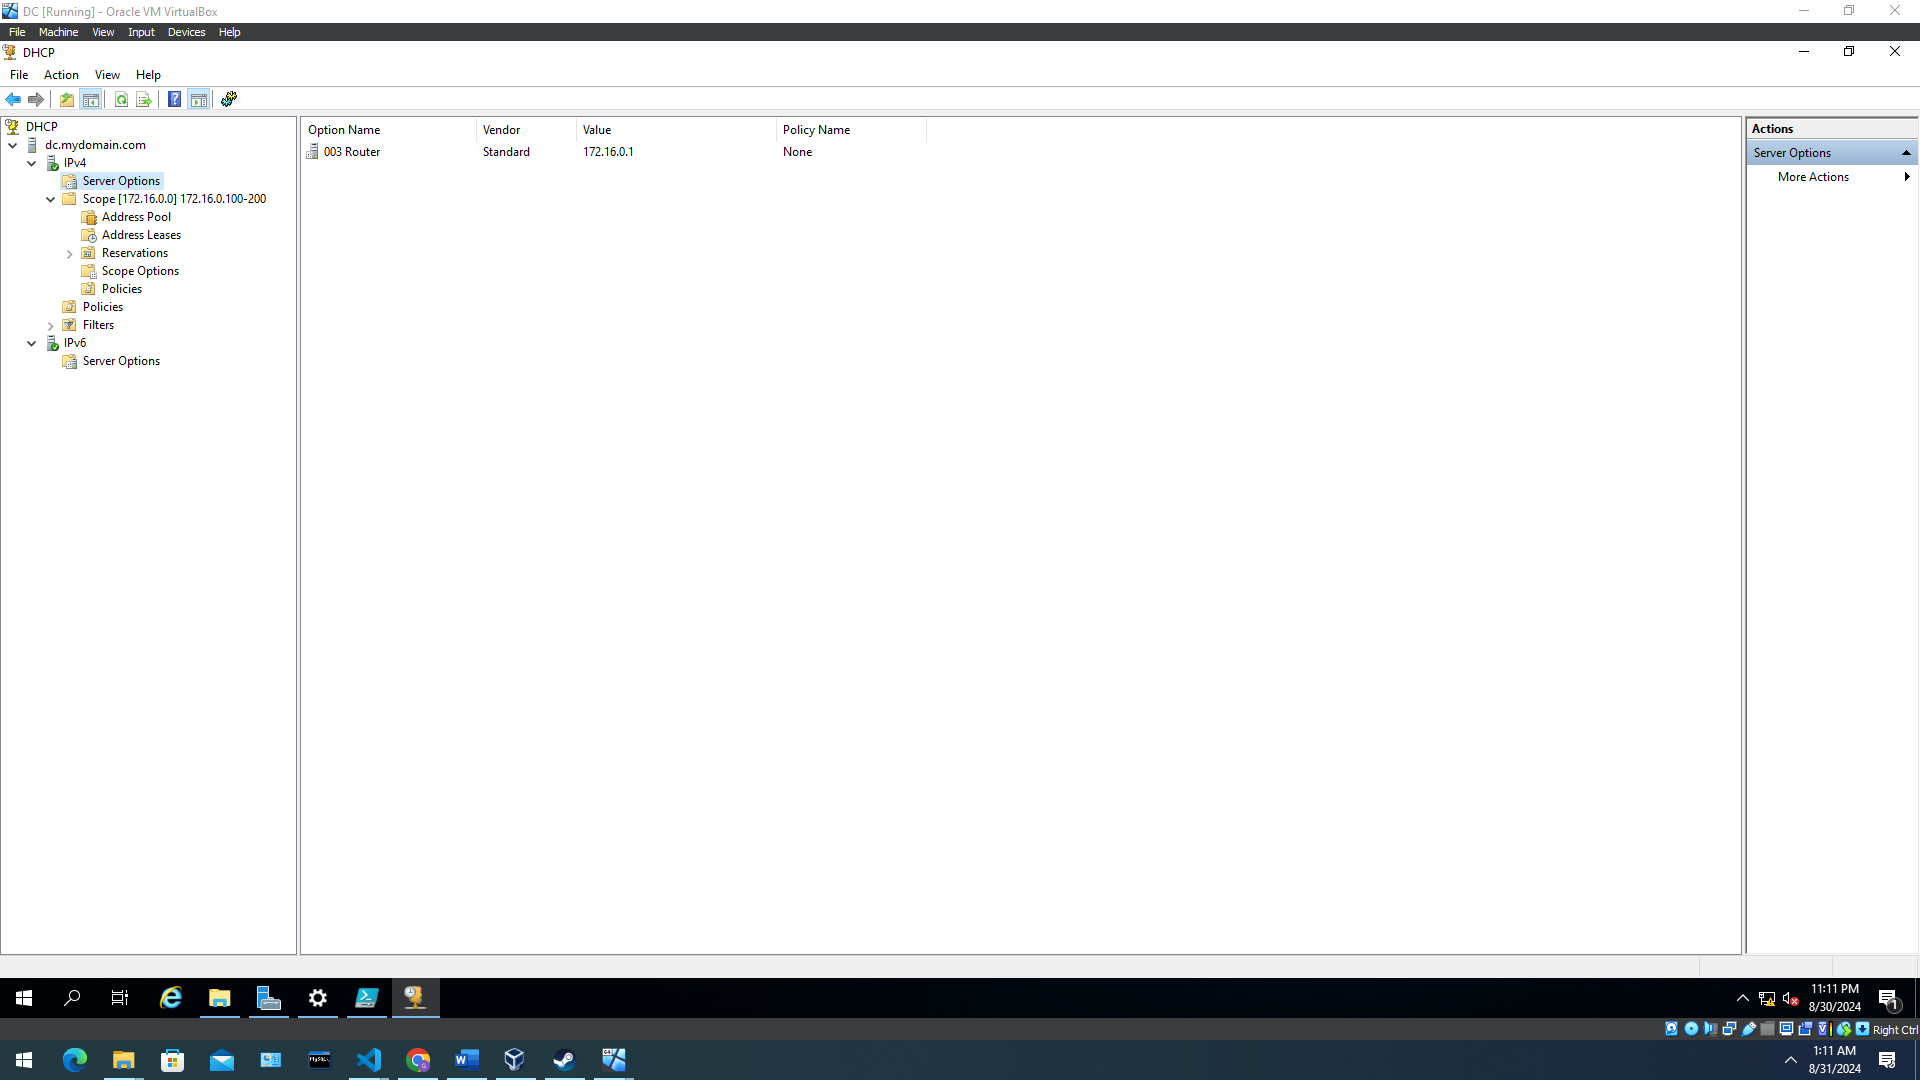 DC [Running] - Oracle VM VirtualBox
File Machine View Input Devices Help
DHCP
File Action View Help
DHCP
dc.mydomain.com
IPv4
Server Options
Scope [172.16.0.0] 172.16.0.100-200
Address Pool
Address Leases
Reservations
Scope Options
Policies
Policies
Filters
IPv6
Server Options
Option Name Vendor Value Policy Name
003 Router Standard 172.16.0.1 None
Actions
Server Options
More Actions
11:11 PM
8/30/2024
1
Right Ctrl
MySQL
1:11 AM
8/31/2024